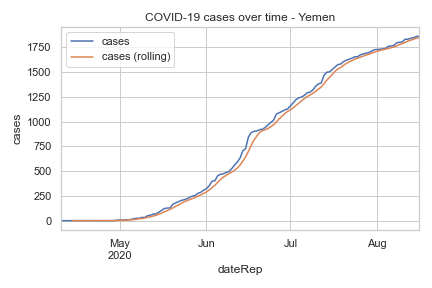 COVID-19 cases over time - Yemen
cases
cases (rolling)
1750
1500
1250
1000
750
500
250
0
cases
May
2020
Jun
Jul
Aug
dateRep